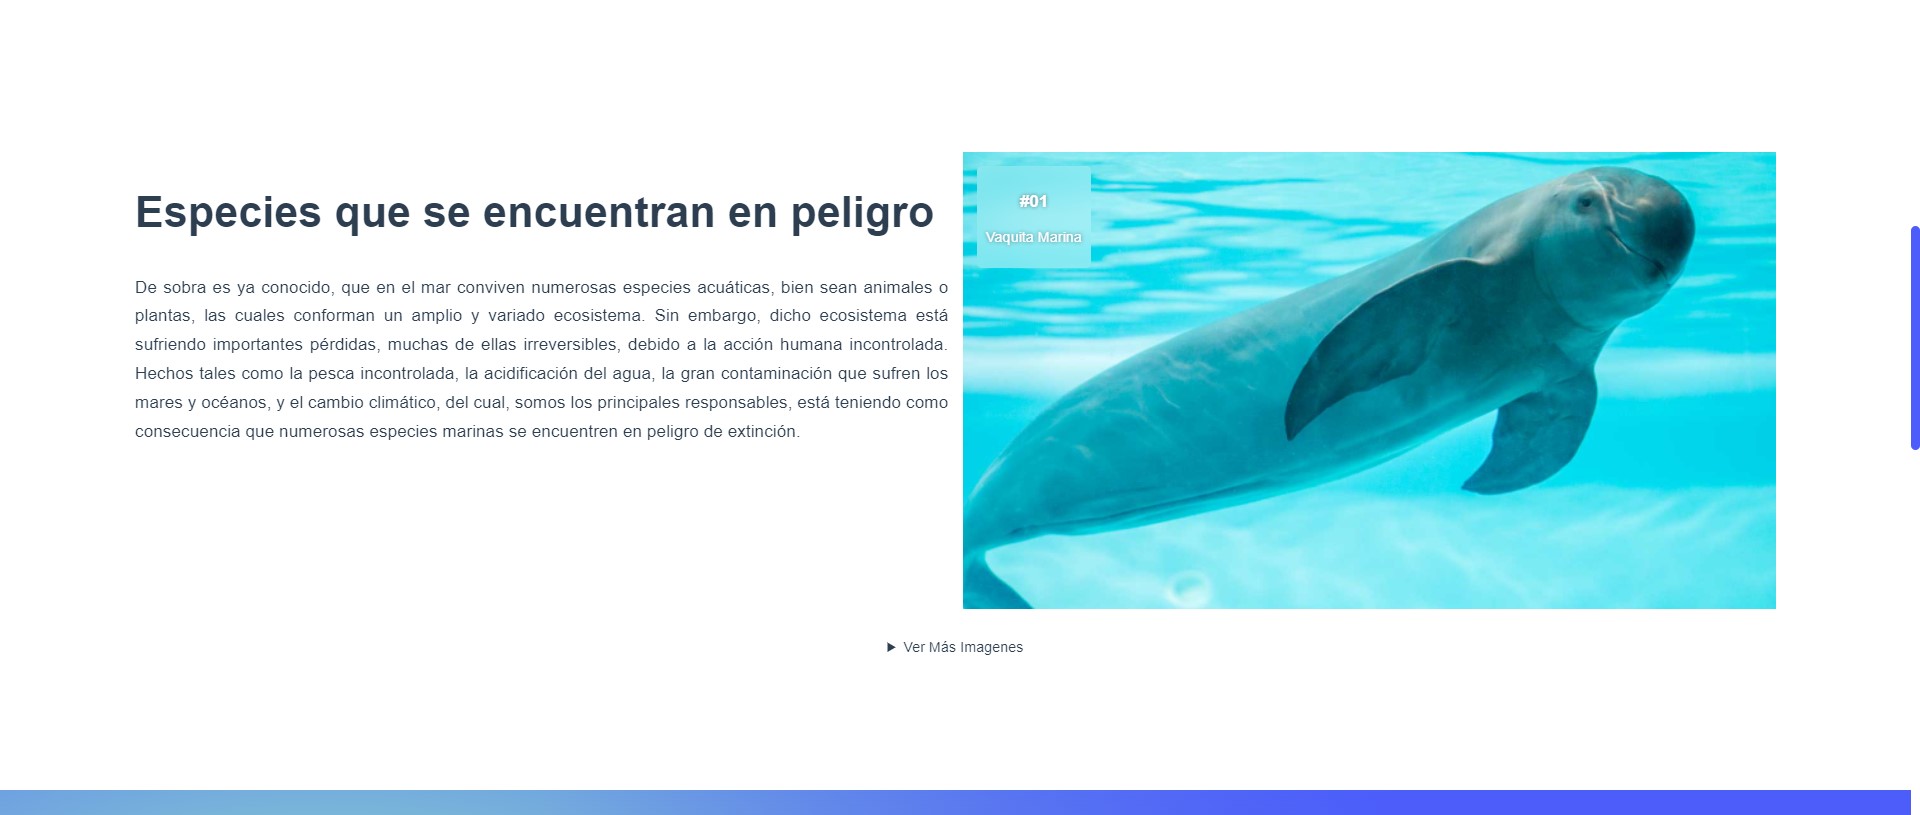 Especies que se encuentran en peligro
De sobra es ya conocido, que en el mar conviven numerosas especies acuáticas, bien sean animales o
plantas, las cuales conforman un amplio y variado ecosistema. Sin embargo, dicho ecosistema está
sufriendo importantes pérdidas, muchas de ellas irreversibles, debido a la acción humana incontrolada.
Hechos tales como la pesca incontrolada, la acidificación del agua, la gran contaminación que sufren los
mares y océanos, y el cambio climático, del cual, somos los principales responsables, está teniendo como
consecuencia que numerosas especies marinas se encuentren en peligro de extinción.
#01
Vaquita Marina
Ver Más Imagenes